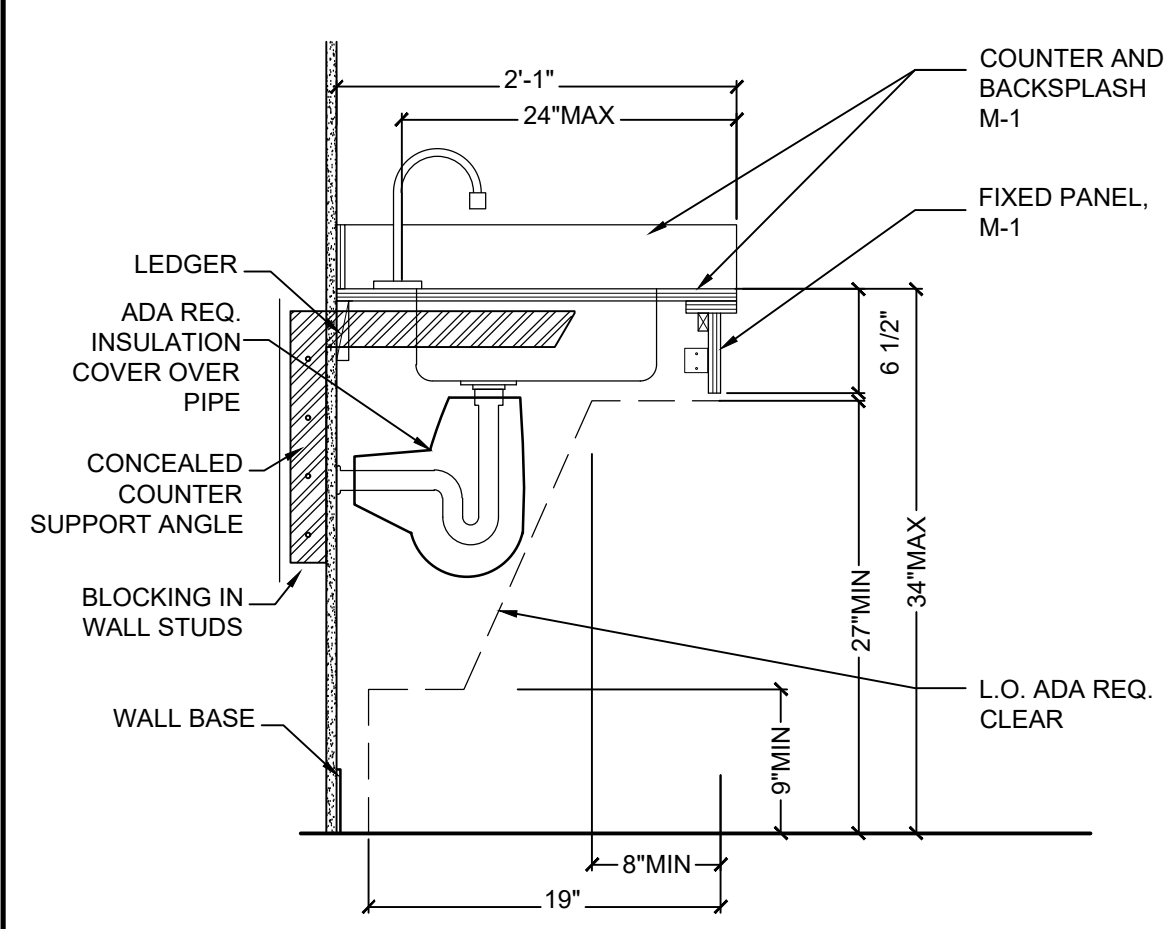 2'-1"
24"MAX
COUNTER AND
BACKSPLASH
M-1
FIXED PANEL,
M-1
LEDGER
ADA REQ.
INSULATION
COVER OVER
PIPE
CONCEALED
COUNTER
SUPPORT ANGLE
BLOCKING IN
WALL STUDS
WALL BASE
6 1/2"
34"MAX
27"MIN
9"MIN
L.O. ADA REQ.
CLEAR
8"MIN
19"